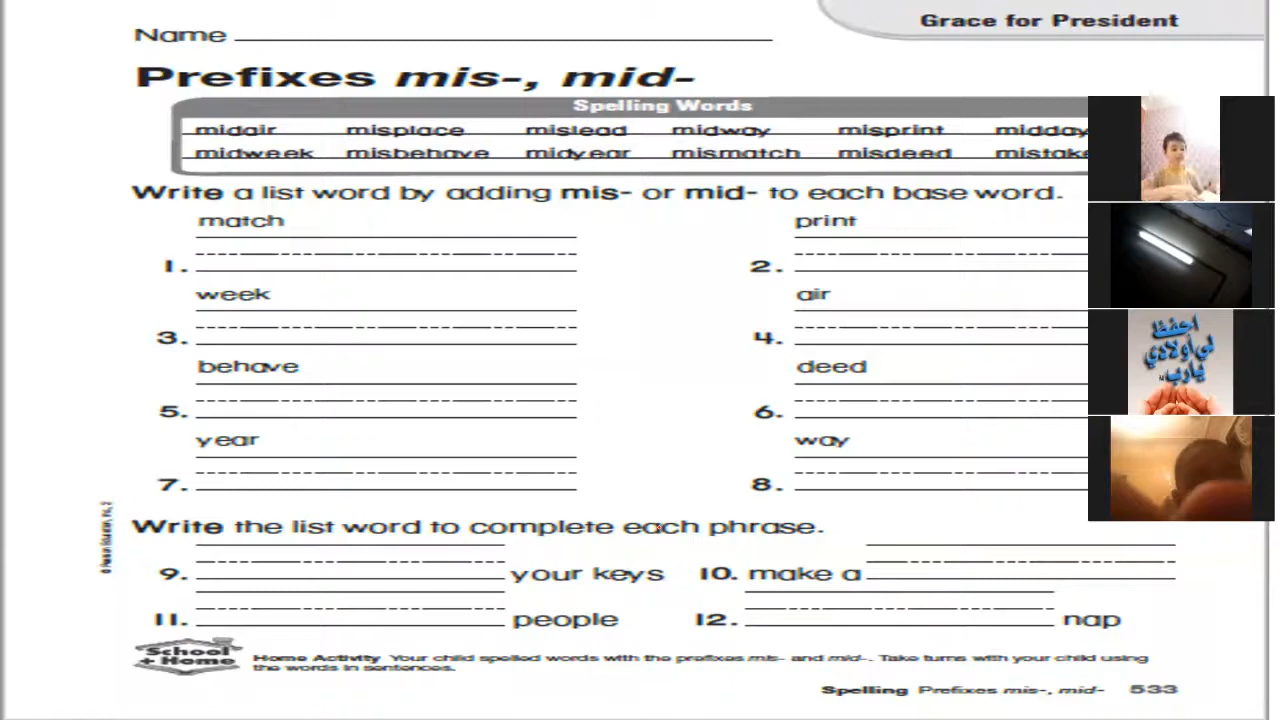 Grace for President
Name
Prefixes mis-, mid-
Spelling Words
midair misplace mislead midway misprint midday
midweek misbehave midyear mismatch misdeed mistake
Write a list word by adding mis- or mid- to each base word.
match print
1. 2.
week air
3. 4.
behave deed
5. 6.
year way
7. 8.
Write the list word to complete each phrase.
9. your keys 10. make a
11. people 12. nap
School
+ Home
Home Activity Your child spelled words with the prefixes mis- and mid-. Take turns with your child using
the words in sentences.
Spelling Prefixes mis-, mid- 533
احفظ
لي أولادي
يارب